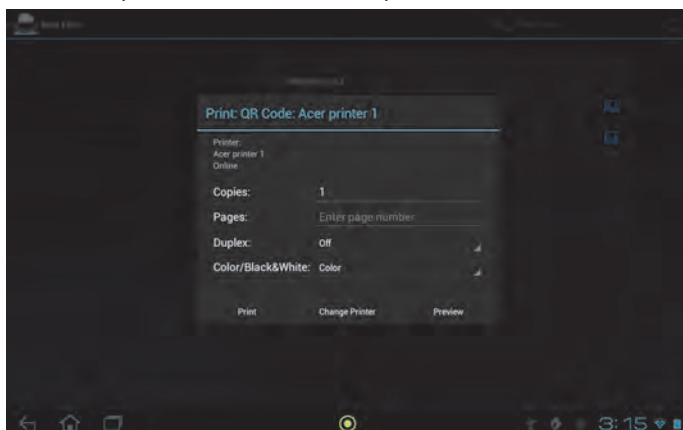 Print: QR Code: Acer printer 1
Printer:
Acer printer 1
Online
Copies: 1
Pages: Enter page number
Duplex: Off
Color/Black&White: Color
Print Change Printer Preview
3:15